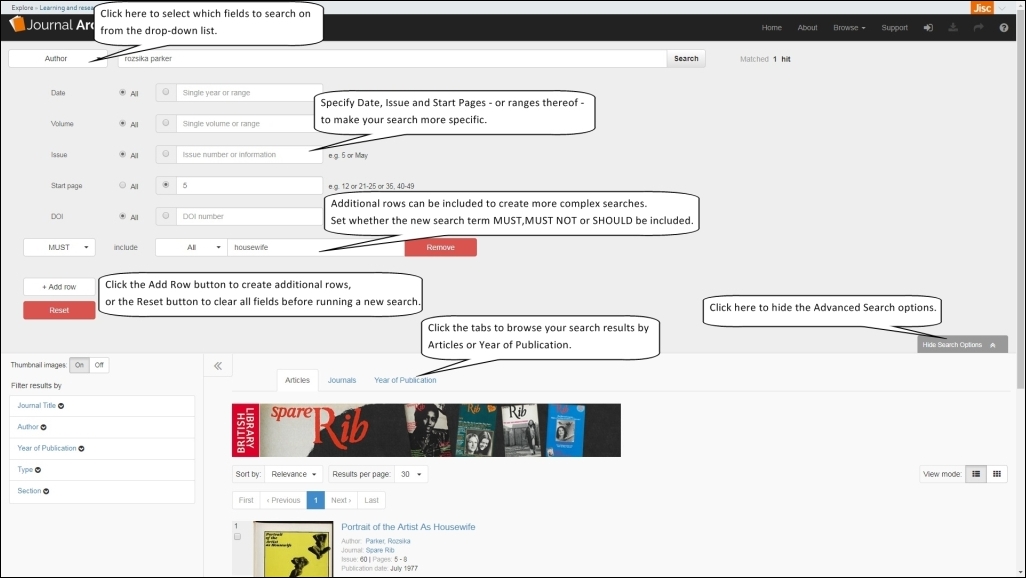 Explore » Learning and resea
Jisc
Click here to select which fields to search on
from the drop-down list.
Journal Arc
Home About Browse Support
Author rozsika parker Search Matched 1 hit
Date All Single year or range
Specify Date, Issue and Start Pages - or ranges thereof -
to make your search more specific.
Volume All Single volume or range
Issue All Issue number or information e.g. 5 or May
Start page All 5 e.g. 12 or 21-25 or 35, 40-49
Additional rows can be included to create more complex searches.
Set whether the new search term MUST,MUST NOT or SHOULD be included.
DOI All DOI number
MUST include All housewife Remove
+ Add row
Click the Add Row button to create additional rows,
or the Reset button to clear all fields before running a new search.
Reset
Click here to hide the Advanced Search options.
Click the tabs to browse your search results by
Articles or Year of Publication.
Hide Search Options
Thumbnail images: On Off
Filter results by
Journal Title
Author
Year of Publication
Type
Section
Articles Journals Year of Publication
LIBRARY
BRITISH
spare Rib
Rib
Rib
Sort by: Relevance Results per page: 30 View mode:
First ‹ Previous 1 Next › Last
1
Portrait
of the
Artist
as Housewife
Portrait of the Artist As Housewife
Author: Parker, Rozsika
Journal: Spare Rib
Issue: 60 | Pages: 5 - 8
Publication date: July 1977